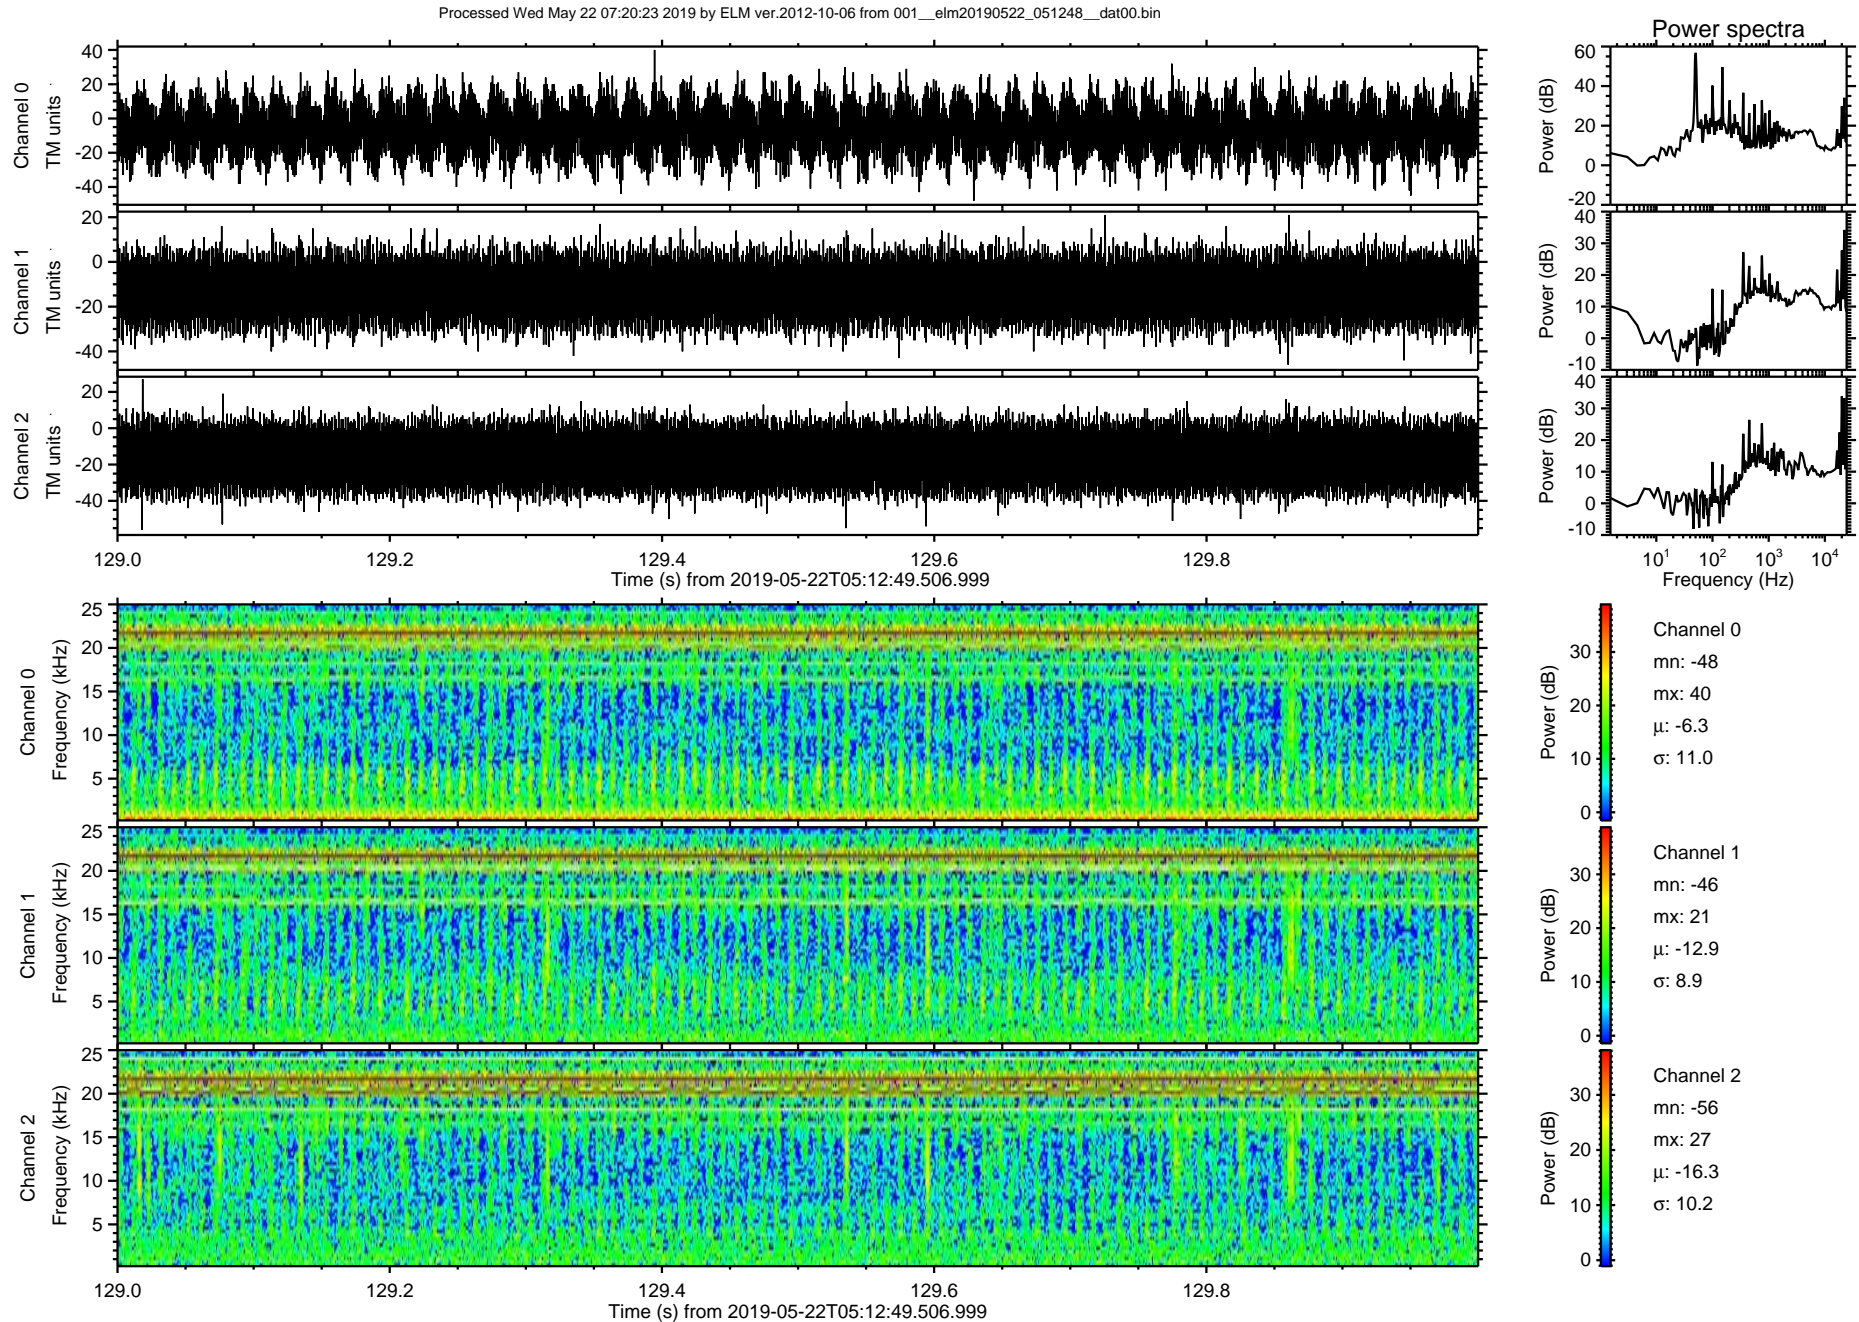 Processed Wed May 22 07:20:23 2019 by ELM ver.2012-10-06 from 001__elm20190522_051248__dat00.bin
Power spectra
Channel 0
TM units
40
20
0
-20
-40
Power (dB)
60
40
20
0
-20
Channel 1
TM units
20
0
-20
-40
Power (dB)
40
30
20
10
0
-10
Channel 2
TM units
20
0
-20
-40
Power (dB)
40
30
20
10
0
-10
129.0 129.2 129.4 129.6 129.8
Time (s) from 2019-05-22T05:12:49.506.999
10^1 10^2 10^3 10^4
Frequency (Hz)
Channel 0
Frequency (kHz)
25
20
15
10
5
Power (dB)
30
20
10
0
Channel 0
mn: -48
mx: 40
μ: -6.3
σ: 11.0
Channel 1
Frequency (kHz)
25
20
15
10
5
Power (dB)
30
20
10
0
Channel 1
mn: -46
mx: 21
μ: -12.9
σ: 8.9
Channel 2
Frequency (kHz)
25
20
15
10
5
Power (dB)
30
20
10
0
Channel 2
mn: -56
mx: 27
μ: -16.3
σ: 10.2
129.0 129.2 129.4 129.6 129.8
Time (s) from 2019-05-22T05:12:49.506.999